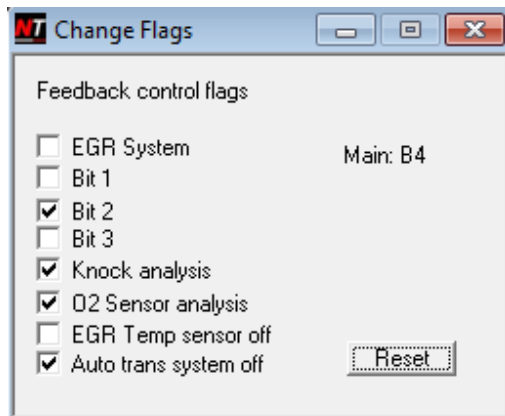 NT Change Flags
Feedback control flags
EGR System
Main: B4
Bit 1
Bit 2
Bit 3
Knock analysis
O2 Sensor analysis
EGR Temp sensor off
Auto trans system off
Reset